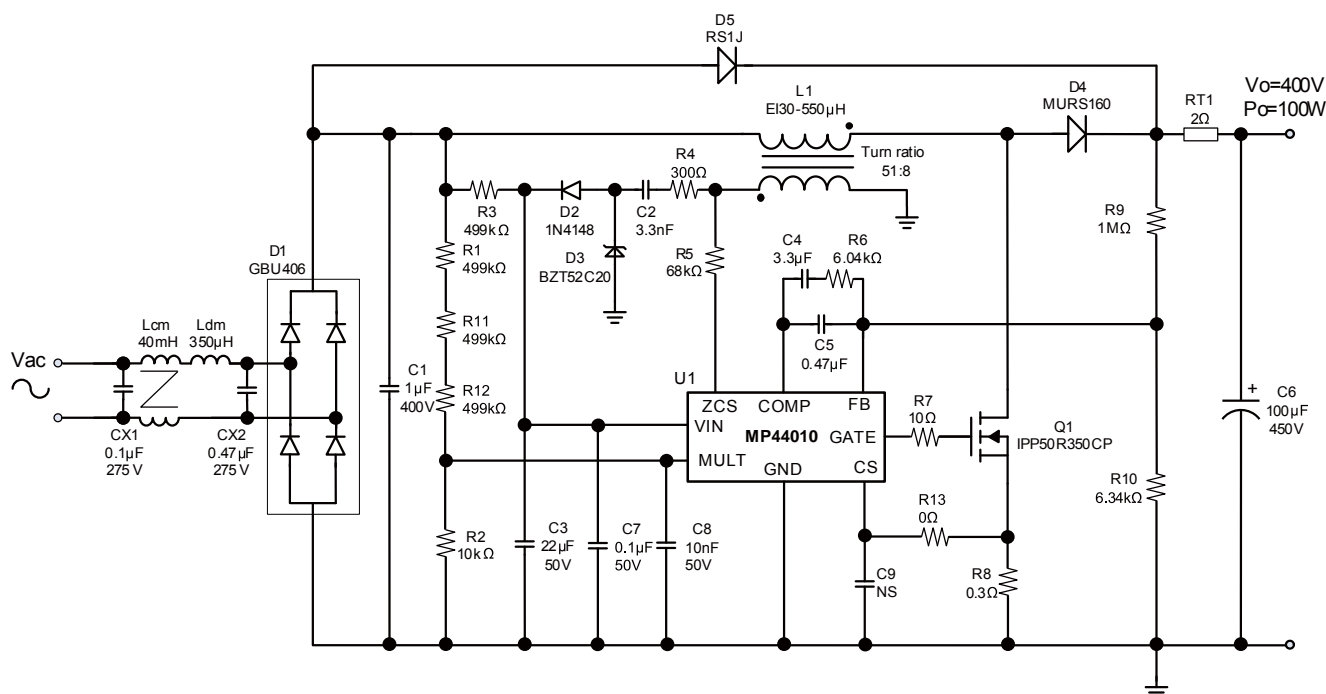 D5
RS1J
L1
EI30-550µH
D4
MURS160
RT1
2Ω
Vo=400V
Po=100W
Turn ratio
51:8
R4
300Ω
R3
499kΩ
D2
1N4148
C2
3.3nF
D3
BZT52C20
R5
68kΩ
C4
3.3µF
R6
6.04kΩ
C5
0.47µF
R9
1MΩ
R1
499kΩ
R11
499kΩ
R12
499kΩ
D1
GBU406
Lcm
40mH
Ldm
350µH
Vac
CX1
0.1µF
275V
CX2
0.47µF
275V
C1
1µF
400V
U1
ZCS
COMP
FB
VIN
MP44010
GATE
MULT
GND
CS
R7
10Ω
Q1
IPP50R350CP
+
C6
100µF
450V
R10
6.34kΩ
R13
0Ω
R2
10kΩ
C3
22µF
50V
C7
0.1µF
50V
C8
10nF
50V
C9
NS
R8
0.3Ω